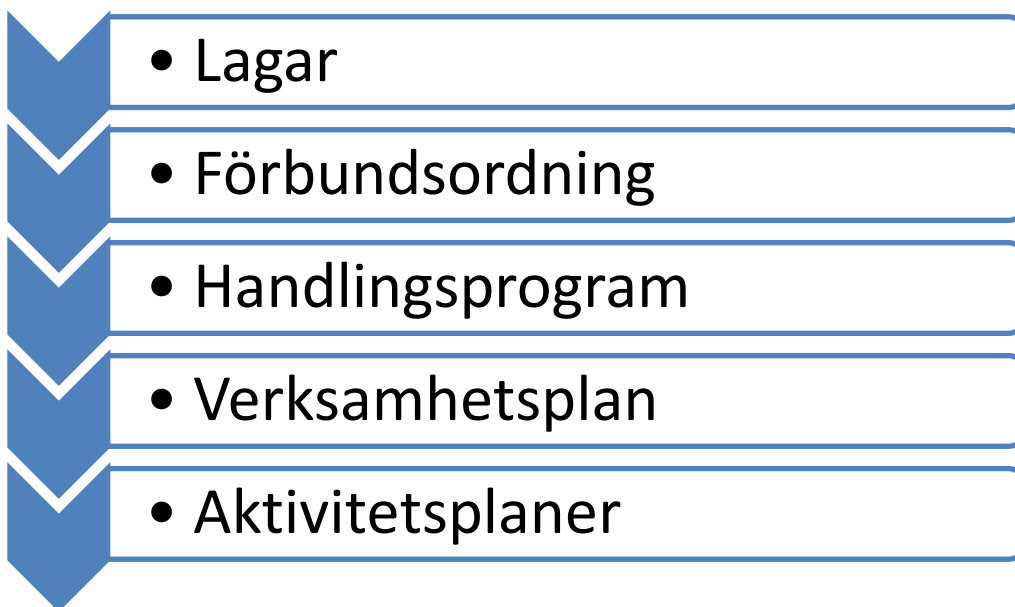 • Lagar
• Förbundsordning
• Handlingsprogram
• Verksamhetsplan
• Aktivitetsplaner